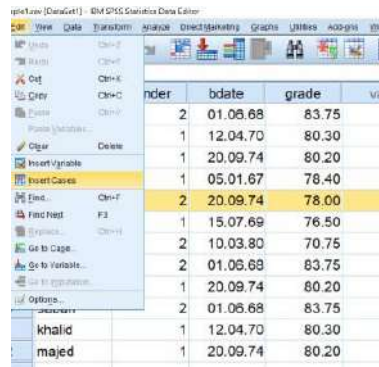 mple1.sav [DataSet1] - IBM SPSS Statistics Data Editor
Edit View Data Transform Analyze Direct Marketing Graphs Utilities Add-ons
Undo Ctrl+Z
Redo
Cut Ctrl+X
Copy Ctrl+C
Paste
Paste Variables...
Clear Delete
Insert Variable
Insert Cases
Find... Ctrl+F
Find Next F3
Replace...
Go to Case...
Go to Variable...
Go to Imputation...
Options...
nder bdate grade va
2 01.06.68 83.75
1 12.04.70 80.30
1 20.09.74 80.20
1 05.01.67 78.40
2 20.09.74 78.00
1 15.07.69 76.50
2 10.03.80 70.75
2 01.06.68 83.75
1 20.09.74 80.20
2 01.06.68 83.75
khalid 1 12.04.70 80.30
majed 1 20.09.74 80.20